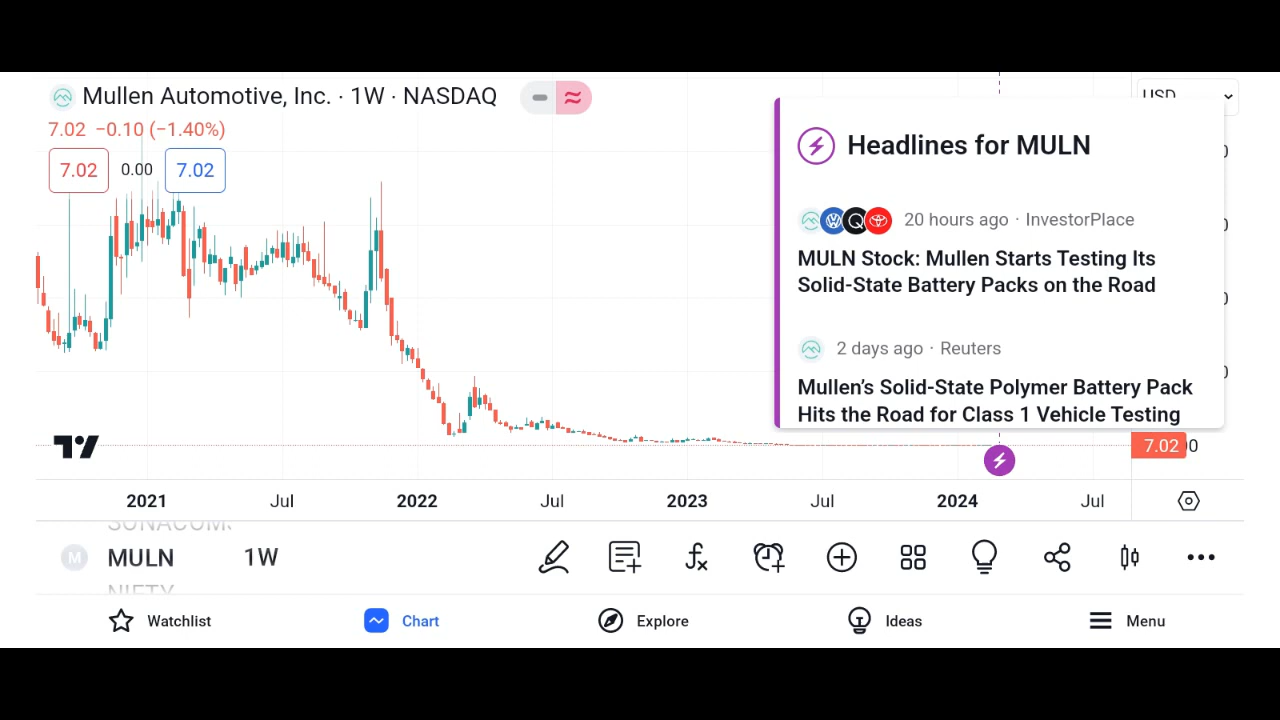 Mullen Automotive, Inc. · 1W · NASDAQ
USD
7.02 −0.10 (−1.40%)
7.02 0.00 7.02
Headlines for MULN
20 hours ago · InvestorPlace
MULN Stock: Mullen Starts Testing Its
Solid-State Battery Packs on the Road
2 days ago · Reuters
Mullen’s Solid-State Polymer Battery Pack
Hits the Road for Class 1 Vehicle Testing
7.02
2021 Jul 2022 Jul 2023 Jul 2024 Jul
M MULN 1W
NIFTY
Watchlist Chart Explore Ideas Menu